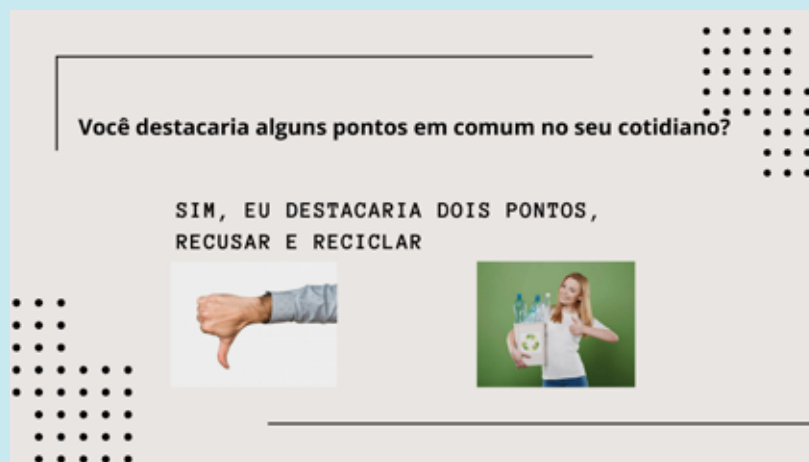 Você destacaria alguns pontos em comum no seu cotidiano?
SIM, EU DESTACARIA DOIS PONTOS,
RECUSAR E RECICLAR